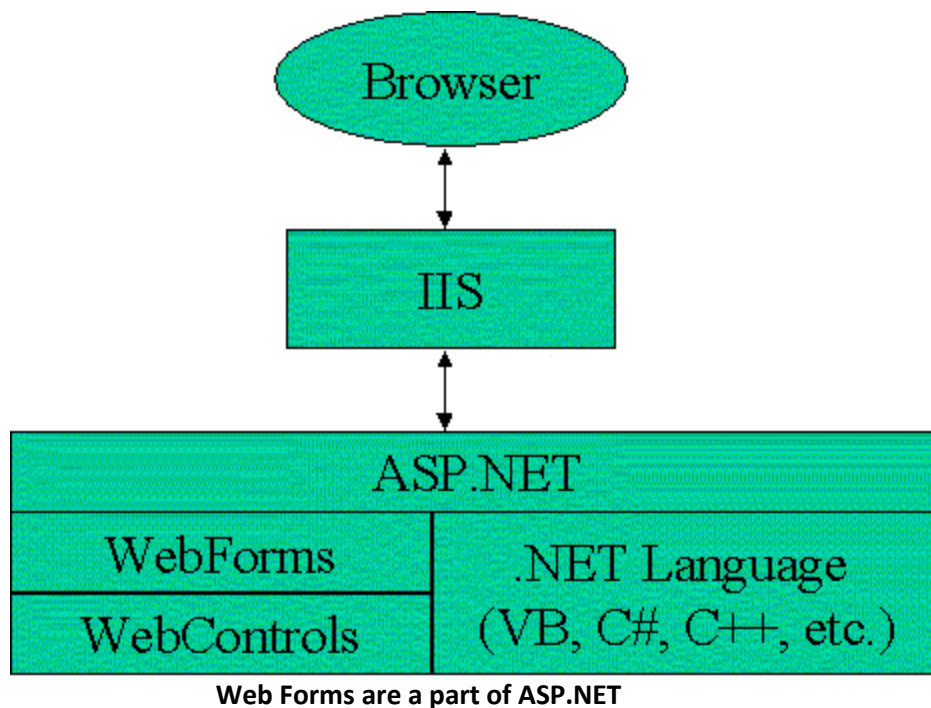 Browser
IIS
ASP.NET
WebForms
WebControls
.NET Language
(VB, C#, C++, etc.)
Web Forms are a part of ASP.NET